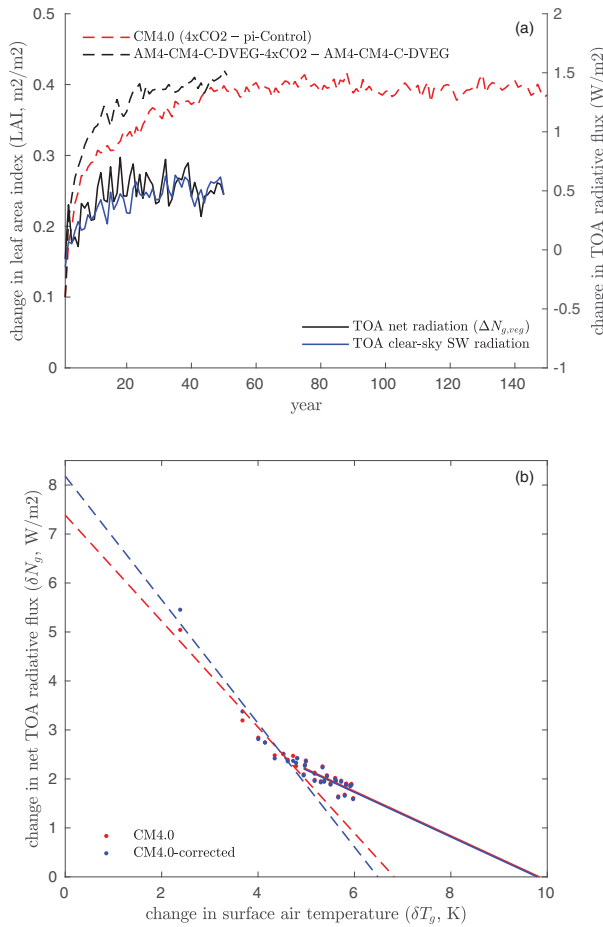 (a)
CM4.0 (4xCO2 − pi-Control)
AM4-CM4-C-DVEG-4xCO2 − AM4-CM4-C-DVEG
change in leaf area index (LAI, m2/m2)
0.5
0.4
0.3
0.2
0.1
0
change in TOA radiative flux (W/m2)
2
1.5
1
0.5
0
-0.5
-1
TOA net radiation (ΔN_{g,veg})
TOA clear-sky SW radiation
20 40 60 80 100 120 140
year
(b)
change in net TOA radiative flux (δN_g, W/m2)
8
7
6
5
4
3
2
1
0
CM4.0
CM4.0-corrected
0 2 4 6 8 10
change in surface air temperature (δT_g, K)